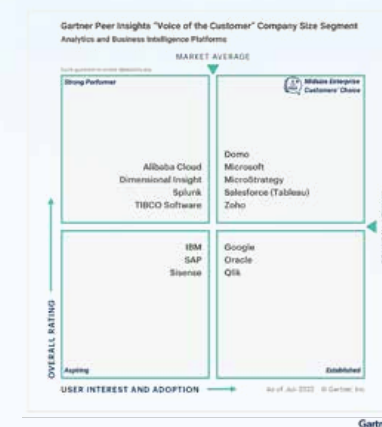 Gartner Peer Insights "Voice of the Customer" Company Size Segment
Analytics and Business Intelligence Platforms
MARKET AVERAGE
Strong Performer
Midsize Enterprise
Customers' Choice
Alibaba Cloud
Dimensional Insight
Splunk
TIBCO Software
Domo
Microsoft
MicroStrategy
Salesforce (Tableau)
Zoho
IBM
SAP
Sisense
Google
Oracle
Qlik
OVERALL RATING
Aspiring
Established
USER INTEREST AND ADOPTION
As of Jun 2022 © Gartner, Inc
Gartn